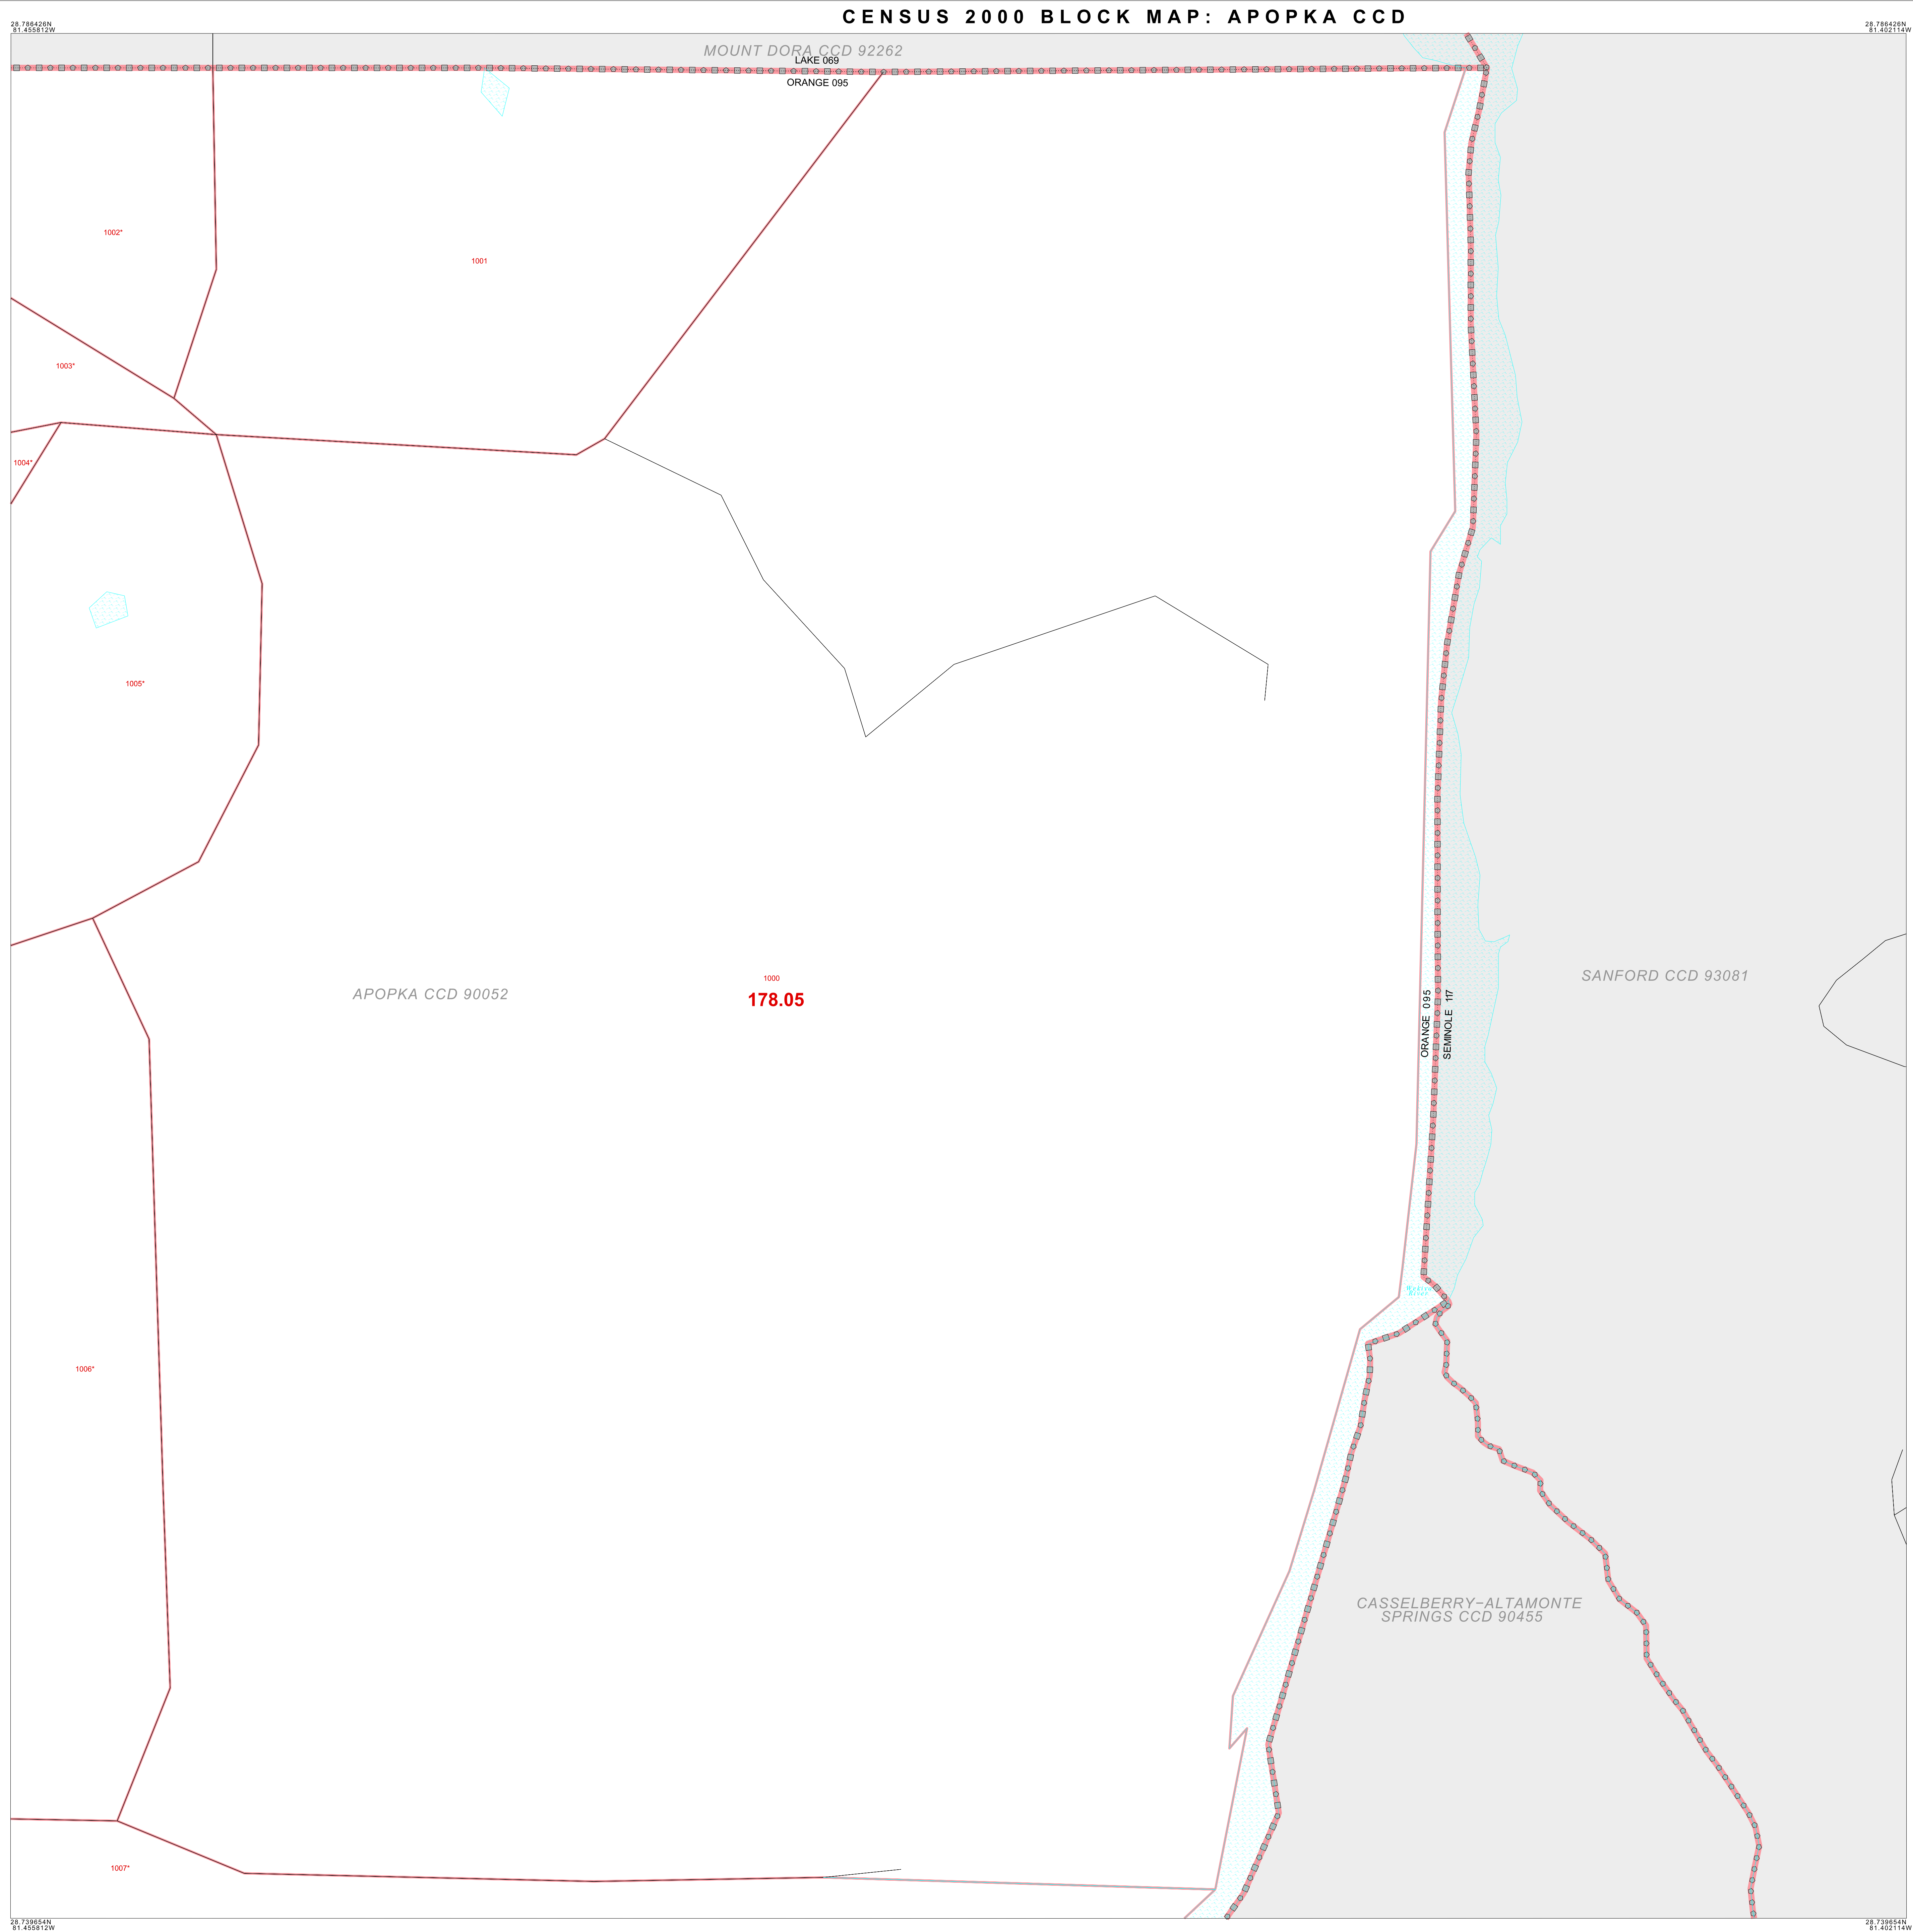 CENSUS 2000 BLOCK MAP: APOPKA CCD
28.786426N
81.455812W
28.786426N
81.402114W
MOUNT DORA CCD 92262
LAKE 069
ORANGE 095
1002*
1001
1003*
1004*
1005*
1000
178.05
APOPKA CCD 90052
SANFORD CCD 93081
ORANGE 095
SEMINOLE 117
Wekiva
River
1006*
CASSELBERRY-ALTAMONTE
SPRINGS CCD 90455
1007*
28.739654N
81.455812W
28.739654N
81.402114W